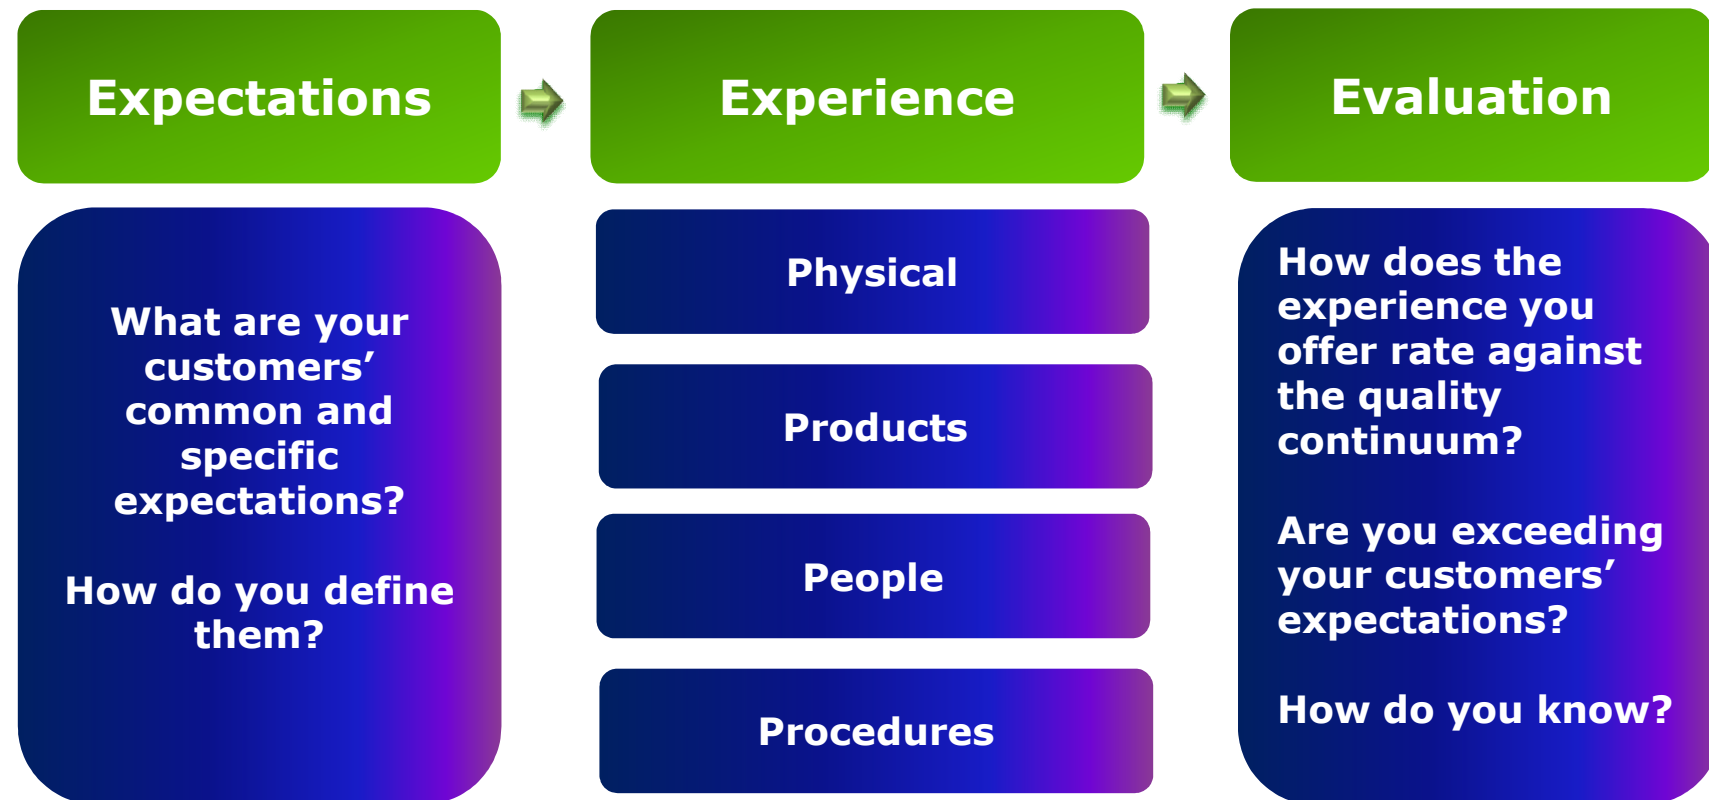 Expectations
Experience
Evaluation
What are your
customers’
common and
specific
expectations?
How do you define
them?
Physical
Products
People
Procedures
How does the
experience you
offer rate against
the quality
continuum?
Are you exceeding
your customers’
expectations?
How do you know?